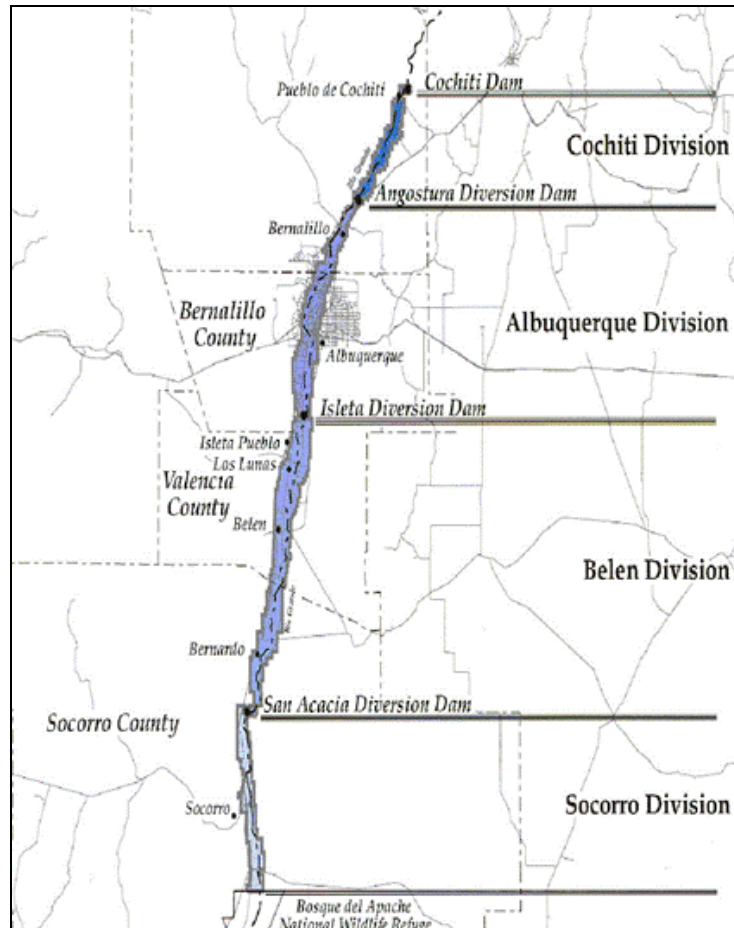 Pueblo de Cochiti
Cochiti Dam
Cochiti Division
Angostura Diversion Dam
Bernalillo
Bernalillo
County
Albuquerque Division
Albuquerque
Isleta Diversion Dam
Isleta Pueblo
Los Lunas
Valencia
County
Belen
Belen Division
Rio Grande
Bernardo
San Acacia Diversion Dam
Socorro County
Socorro
Socorro Division
Bosque del Apache
National Wildlife Refuge